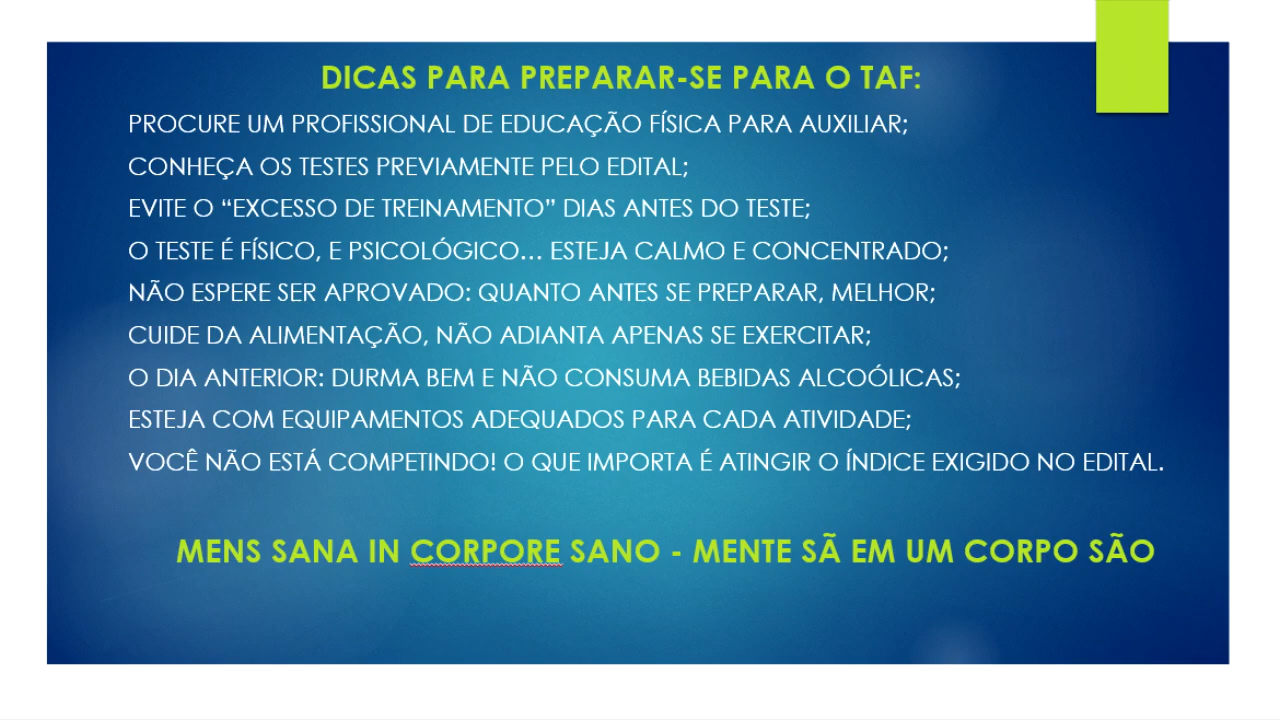 DICAS PARA PREPARAR-SE PARA O TAF:
PROCURE UM PROFISSIONAL DE EDUCAÇÃO FÍSICA PARA AUXILIAR;
CONHEÇA OS TESTES PREVIAMENTE PELO EDITAL;
EVITE O “EXCESSO DE TREINAMENTO” DIAS ANTES DO TESTE;
O TESTE É FÍSICO, E PSICOLÓGICO... ESTEJA CALMO E CONCENTRADO;
NÃO ESPERE SER APROVADO: QUANTO ANTES SE PREPARAR, MELHOR;
CUIDE DA ALIMENTAÇÃO, NÃO ADIANTA APENAS SE EXERCITAR;
O DIA ANTERIOR: DURMA BEM E NÃO CONSUMA BEBIDAS ALCOÓLICAS;
ESTEJA COM EQUIPAMENTOS ADEQUADOS PARA CADA ATIVIDADE;
VOCÊ NÃO ESTÁ COMPETINDO! O QUE IMPORTA É ATINGIR O ÍNDICE EXIGIDO NO EDITAL.
MENS SANA IN CORPORE SANO - MENTE SÃ EM UM CORPO SÃO